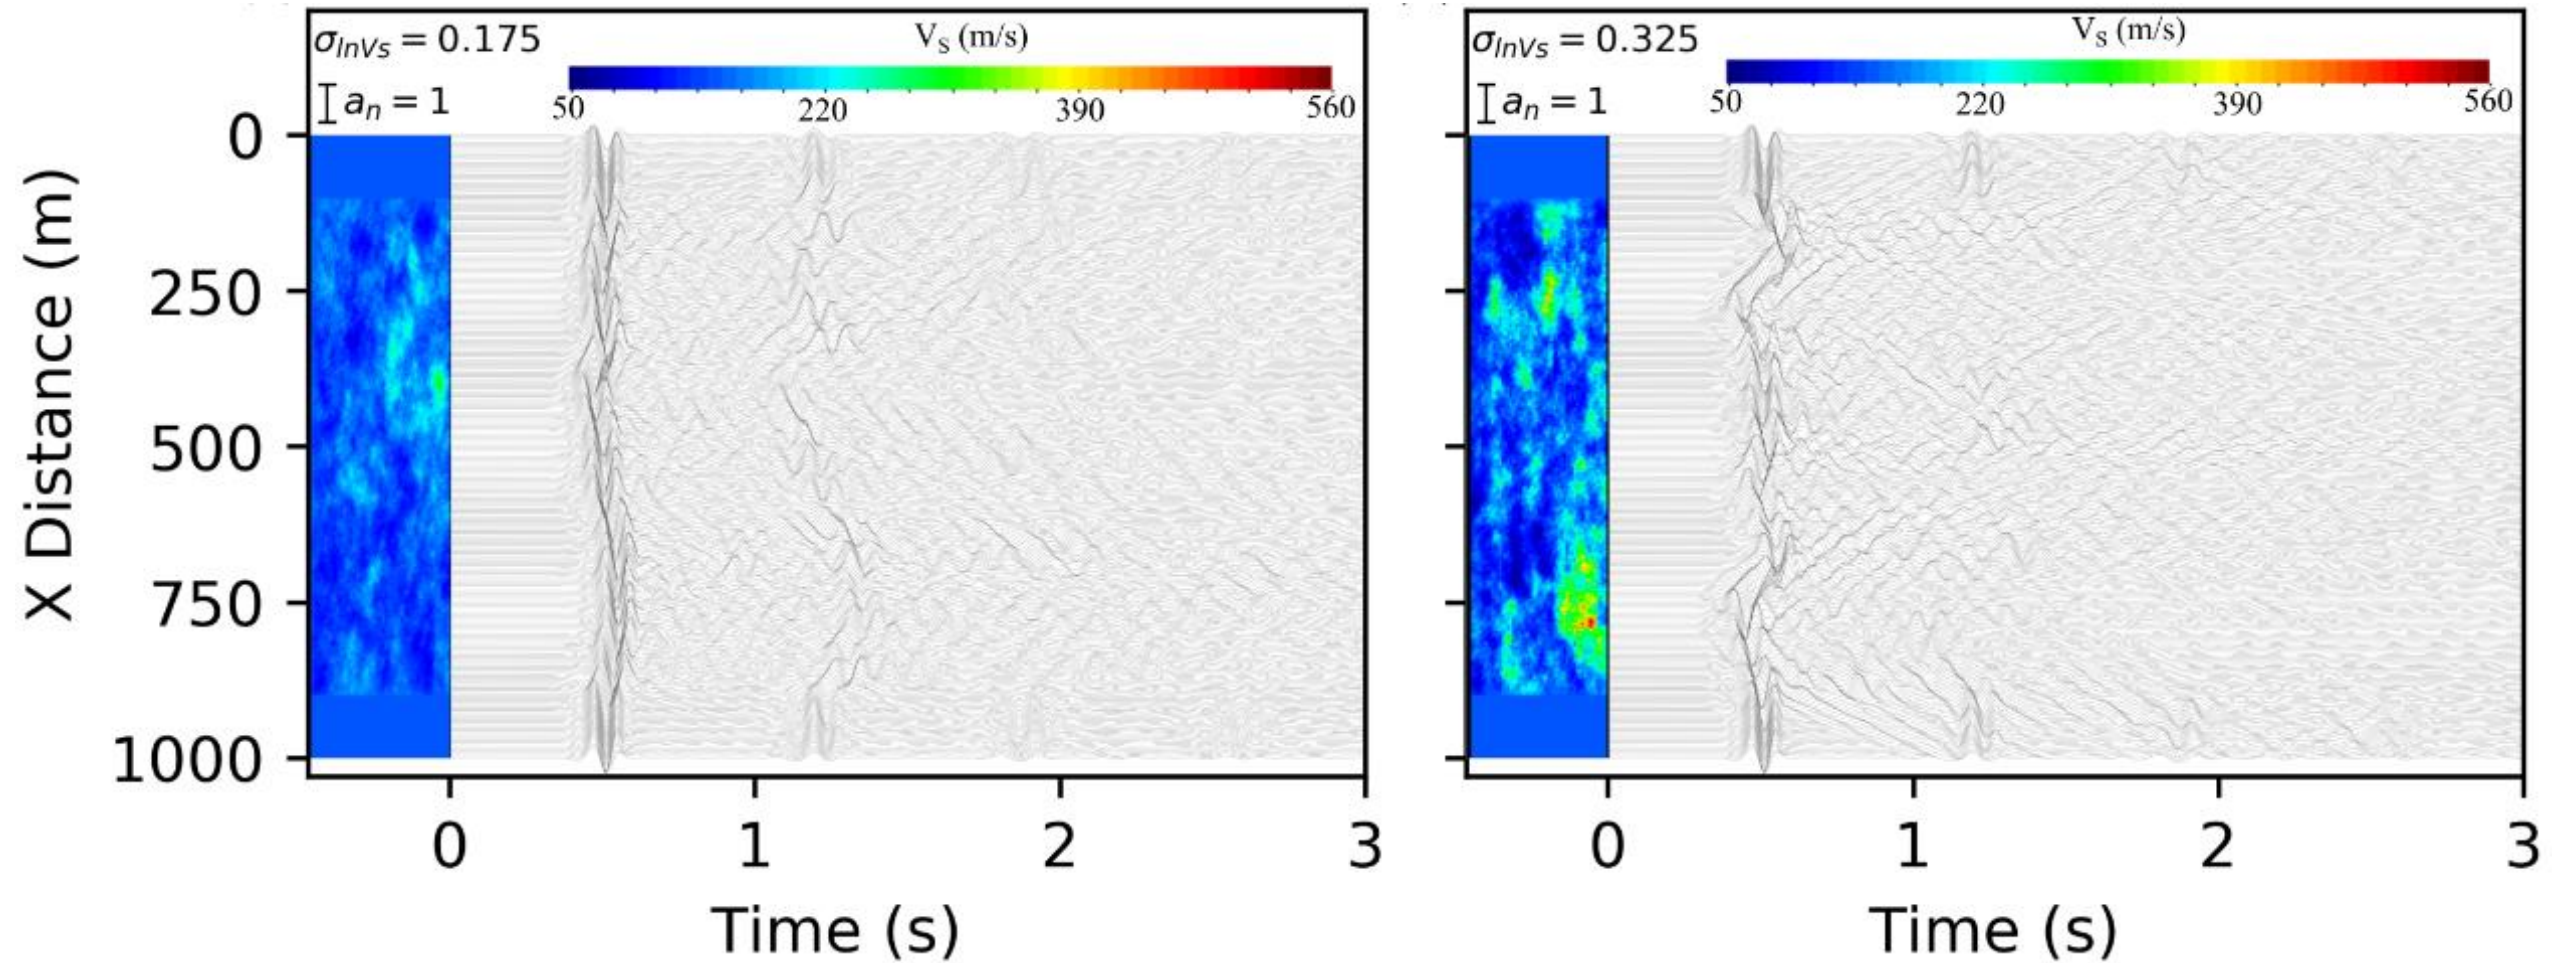 σlnVs = 0.175
VS (m/s)
an = 1
50 220 390 560
σlnVs = 0.325
VS (m/s)
an = 1
50 220 390 560
X Distance (m)
0
250
500
750
1000
0 1 2 3
Time (s)
0 1 2 3
Time (s)